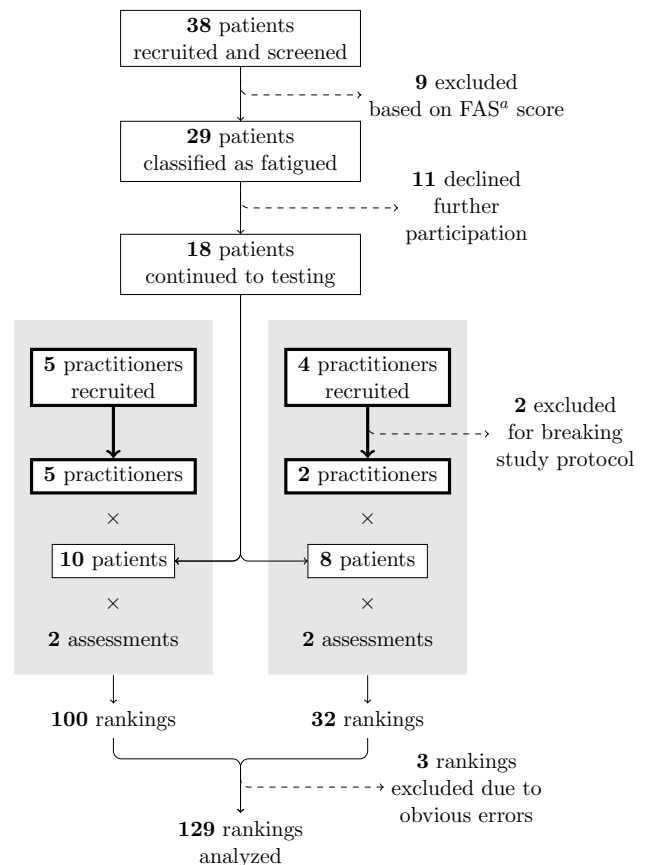 38 patients
recruited and screened
9 excluded
based on FASᵃ score
29 patients
classified as fatigued
11 declined
further
participation
18 patients
continued to testing
5 practitioners
recruited
4 practitioners
recruited
2 excluded
for breaking
study protocol
5 practitioners
2 practitioners
×
×
10 patients
8 patients
×
×
2 assessments
2 assessments
100 rankings
32 rankings
3 rankings
excluded due to
obvious errors
129 rankings
analyzed